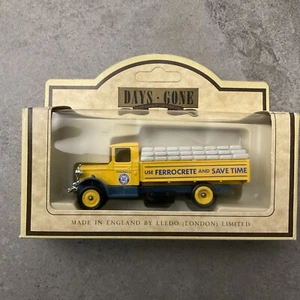 DAYS · GONE
USE FERROCRETE AND SAVE TIME
MADE IN ENGLAND BY LLEDO (LONDON) LIMITED